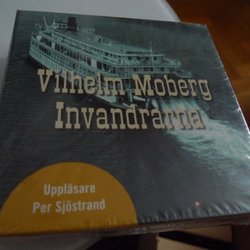 Vilhelm Moberg
Invandrarna
Uppläsare
Per Sjöstrand